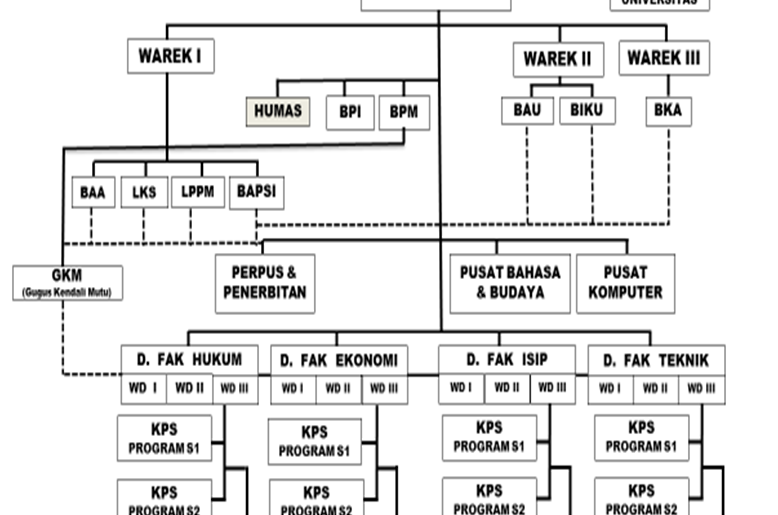 UNIVERSITAS
WAREK I
WAREK II
WAREK III
HUMAS
BPI
BPM
BAU
BIKU
BKA
BAA
LKS
LPPM
BAPSI
GKM
(Gugus Kendali Mutu)
PERPUS &
PENERBITAN
PUSAT BAHASA
& BUDAYA
PUSAT
KOMPUTER
D. FAK HUKUM
D. FAK EKONOMI
D. FAK ISIP
D. FAK TEKNIK
WD I
WD II
WD III
WD I
WD II
WD III
WD I
WD II
WD III
WD I
WD II
WD III
KPS
PROGRAM S1
KPS
PROGRAM S1
KPS
PROGRAM S1
KPS
PROGRAM S1
KPS
PROGRAM S2
KPS
PROGRAM S2
KPS
PROGRAM S2
KPS
PROGRAM S2